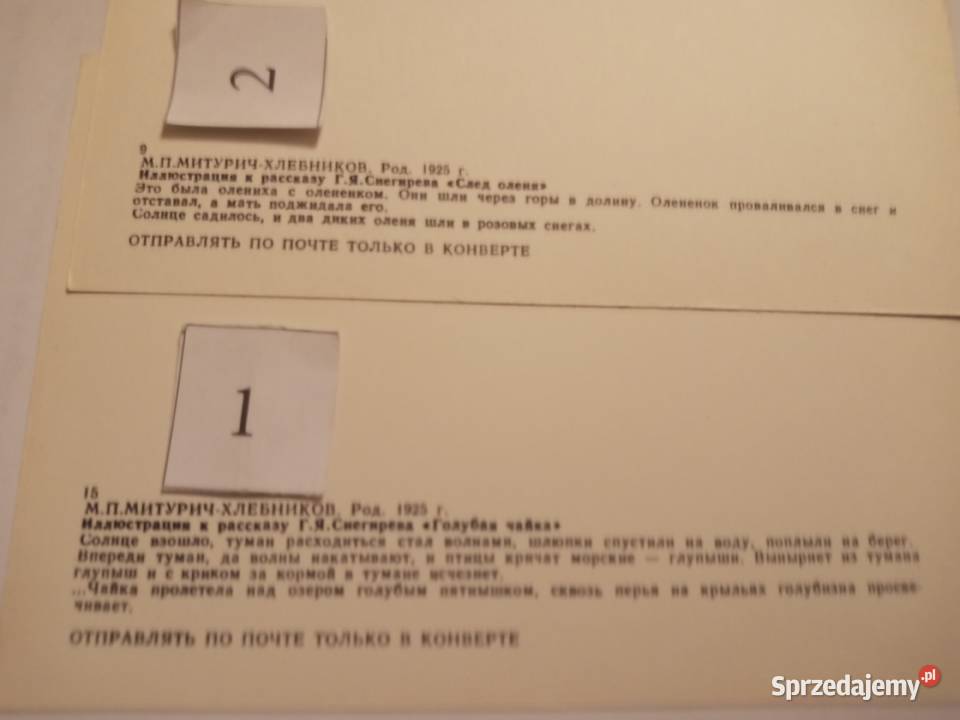 2
9
М.П.МИТУРИЧ-ХЛЕБНИКОВ. Род. 1925 г.
Иллюстрация к рассказу Г.Я.Снегирева «След оленя»
Это была олениха с олененком. Они шли через горы в долину. Олененок проваливался в снег и
отставал, а мать поджидала его.
Солнце садилось, и два диких оленя шли в розовых снегах.
ОТПРАВЛЯТЬ ПО ПОЧТЕ ТОЛЬКО В КОНВЕРТЕ
1
15
М.П.МИТУРИЧ-ХЛЕБНИКОВ. Род. 1925 г.
Иллюстрация к рассказу Г.Я.Снегирева «Голубая чайка»
Солнце взошло, туман расходиться стал волнами, шлюпки спустили на воду, поплыли на берег.
Впереди туман, да волны накатывают, и птицы кричат морские — глупыши. Вынырнет из тумана
глупыш и с криком за кормой в тумане исчезнет.
...Чайка пролетела над озером голубым пятнышком, сквозь перья на крыльях голубизна просве-
чивает.
ОТПРАВЛЯТЬ ПО ПОЧТЕ ТОЛЬКО В КОНВЕРТЕ
Sprzedajemy.pl